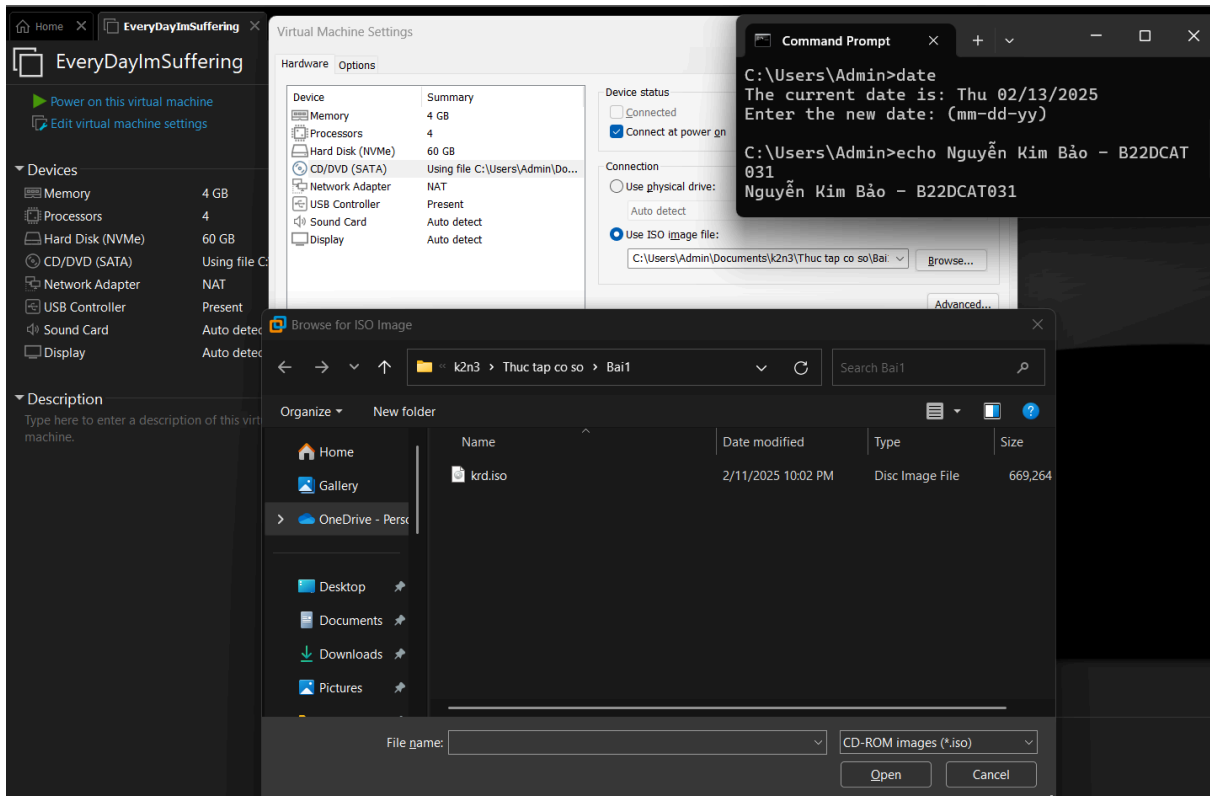 Home
EveryDayImSuffering
EveryDayImSuffering
Power on this virtual machine
Edit virtual machine settings
Devices
Memory 4 GB
Processors 4
Hard Disk (NVMe) 60 GB
CD/DVD (SATA) Using file C:
Network Adapter NAT
USB Controller Present
Sound Card Auto detec
Display Auto detec
Description
Type here to enter a description of this virt
machine.
Virtual Machine Settings
Hardware Options
Device Summary
Memory 4 GB
Processors 4
Hard Disk (NVMe) 60 GB
CD/DVD (SATA) Using file C:\Users\Admin\Do...
Network Adapter NAT
USB Controller Present
Sound Card Auto detect
Display Auto detect
Device status
Connected
Connect at power on
Connection
Use physical drive:
Auto detect
Use ISO image file:
C:\Users\Admin\Documents\k2n3\Thuc tap co so\Bai
Browse...
Advanced...
Command Prompt
C:\Users\Admin>date
The current date is: Thu 02/13/2025
Enter the new date: (mm-dd-yy)
C:\Users\Admin>echo Nguyễn Kim Bảo - B22DCAT
031
Nguyễn Kim Bảo - B22DCAT031
Browse for ISO Image
« k2n3 > Thuc tap co so > Bai1
Search Bai1
Organize New folder
Home
Gallery
OneDrive - Perso
Desktop
Documents
Downloads
Pictures
Name Date modified Type Size
krd.iso 2/11/2025 10:02 PM Disc Image File 669,264
File name:
CD-ROM images (*.iso)
Open Cancel